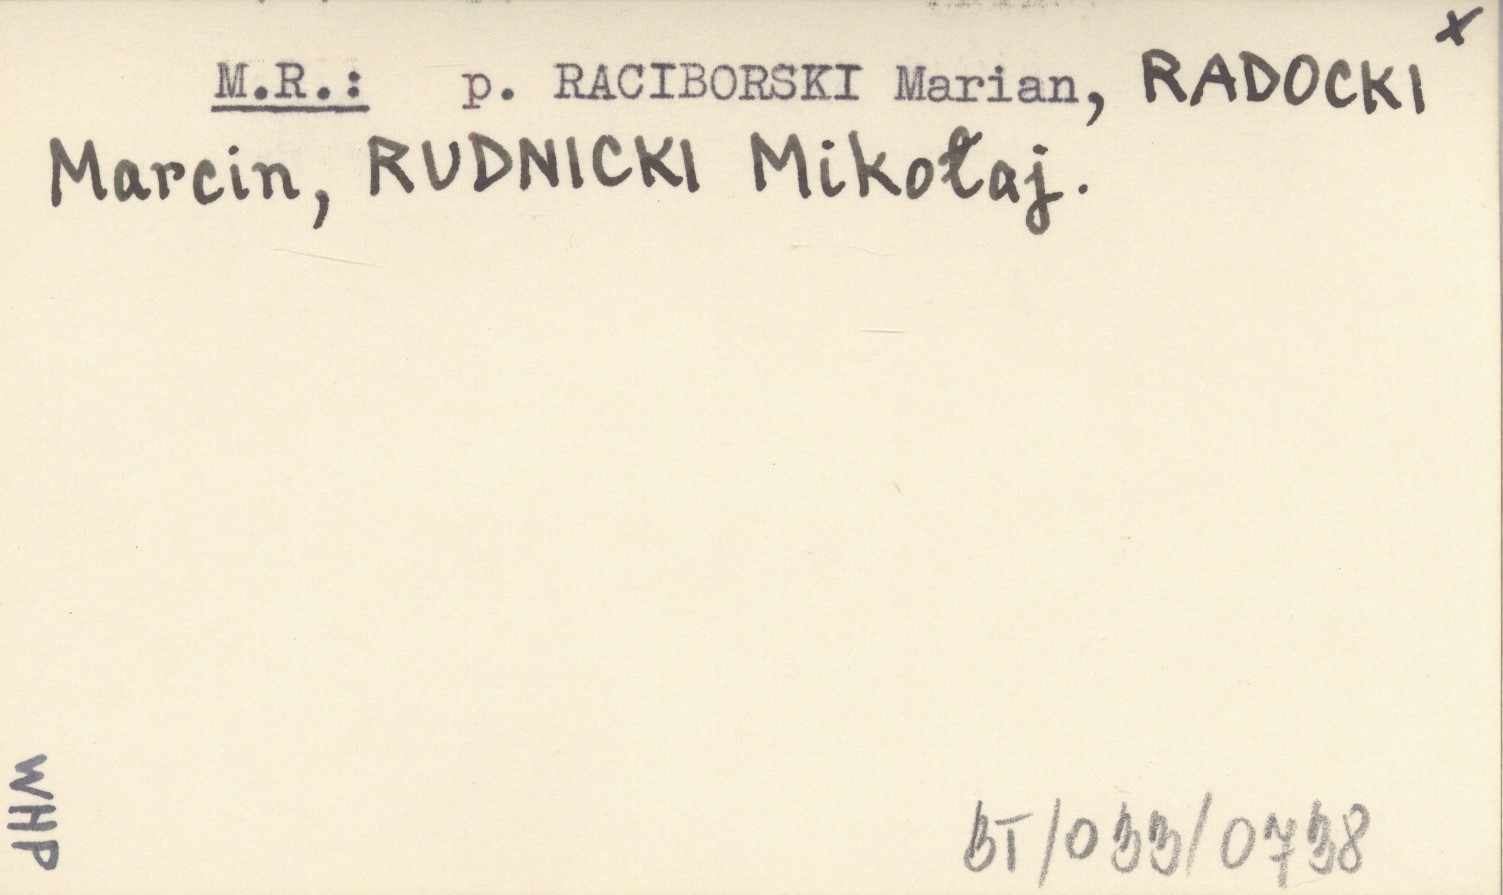 x
M.R.: p. RACIBORSKI Marian, RADOCKI
Marcin, RUDNICKI Mikołaj.
WHP
BT/033/0738